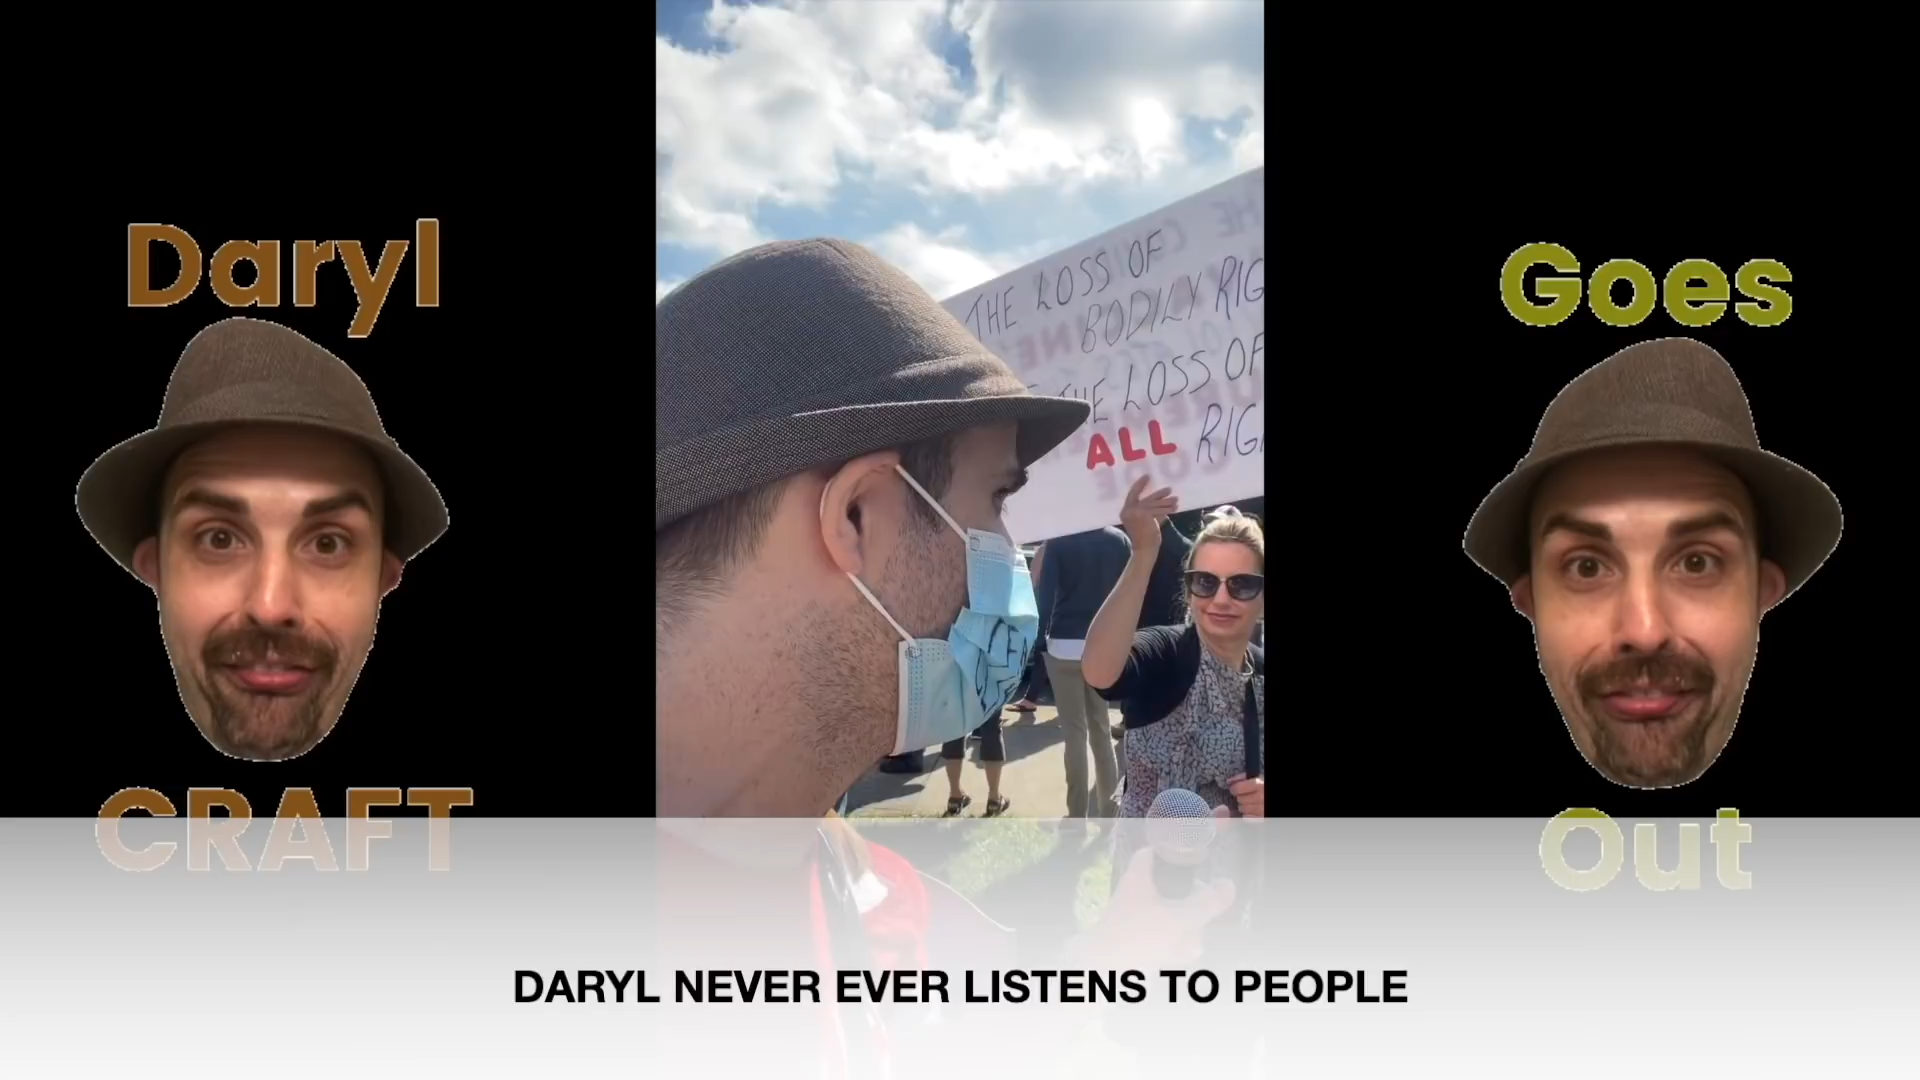 Daryl
CRAFT
THE LOSS OF
BODILY
THE LOSS OF
ALL
Goes
Out
DARYL NEVER EVER LISTENS TO PEOPLE